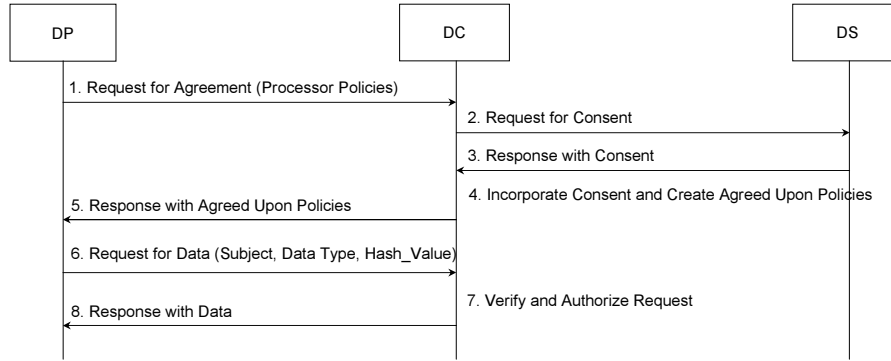 DP
DC
DS
1. Request for Agreement (Processor Policies)
2. Request for Consent
3. Response with Consent
4. Incorporate Consent and Create Agreed Upon Policies
5. Response with Agreed Upon Policies
6. Request for Data (Subject, Data Type, Hash_Value)
7. Verify and Authorize Request
8. Response with Data